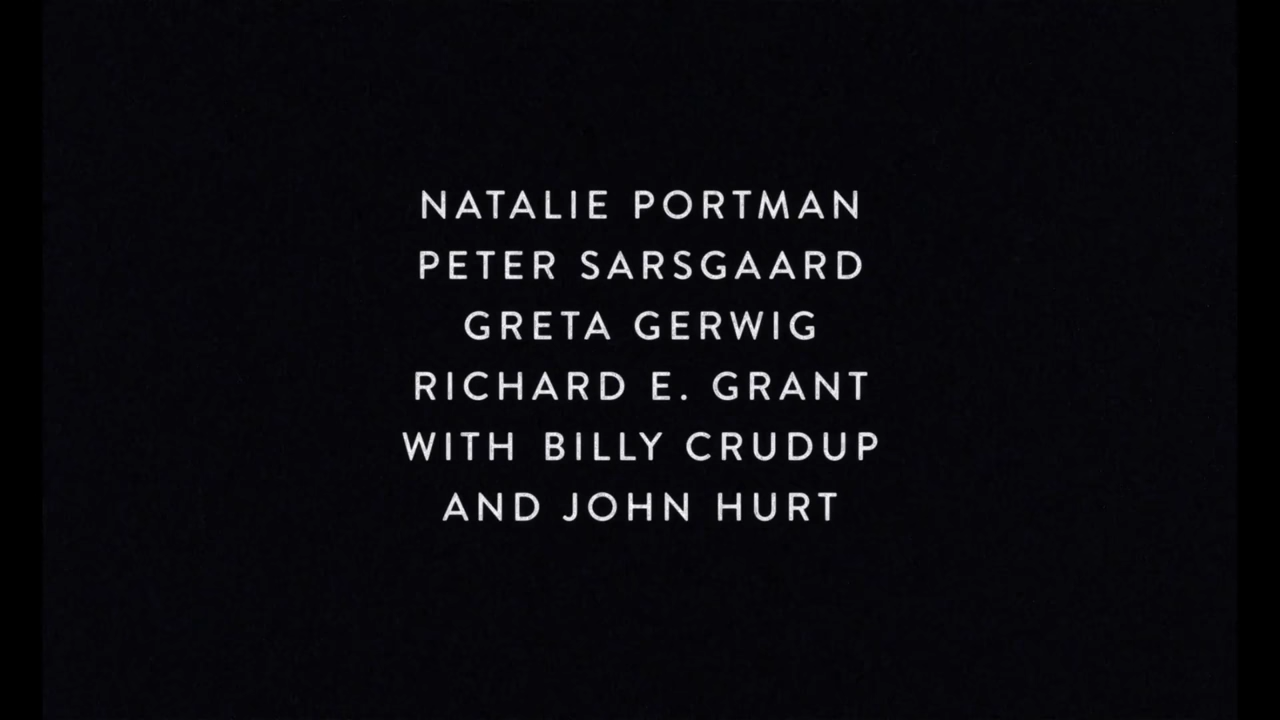 NATALIE PORTMAN
PETER SARSGAARD
GRETA GERWIG
RICHARD E. GRANT
WITH BILLY CRUDUP
AND JOHN HURT